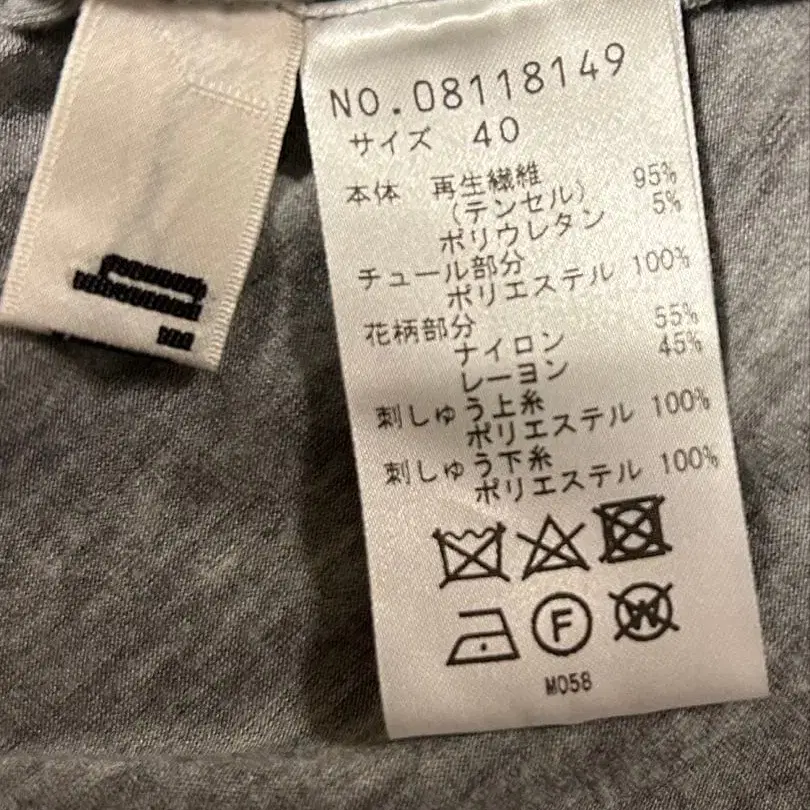 NO.08118149
サイズ 40
本体 再生繊維 95%
(テンセル)
ポリウレタン 5%
チュール部分
ポリエステル 100%
花柄部分
ナイロン 55%
レーヨン 45%
刺しゅう上糸
ポリエステル 100%
刺しゅう下糸
ポリエステル 100%
F
W
M058